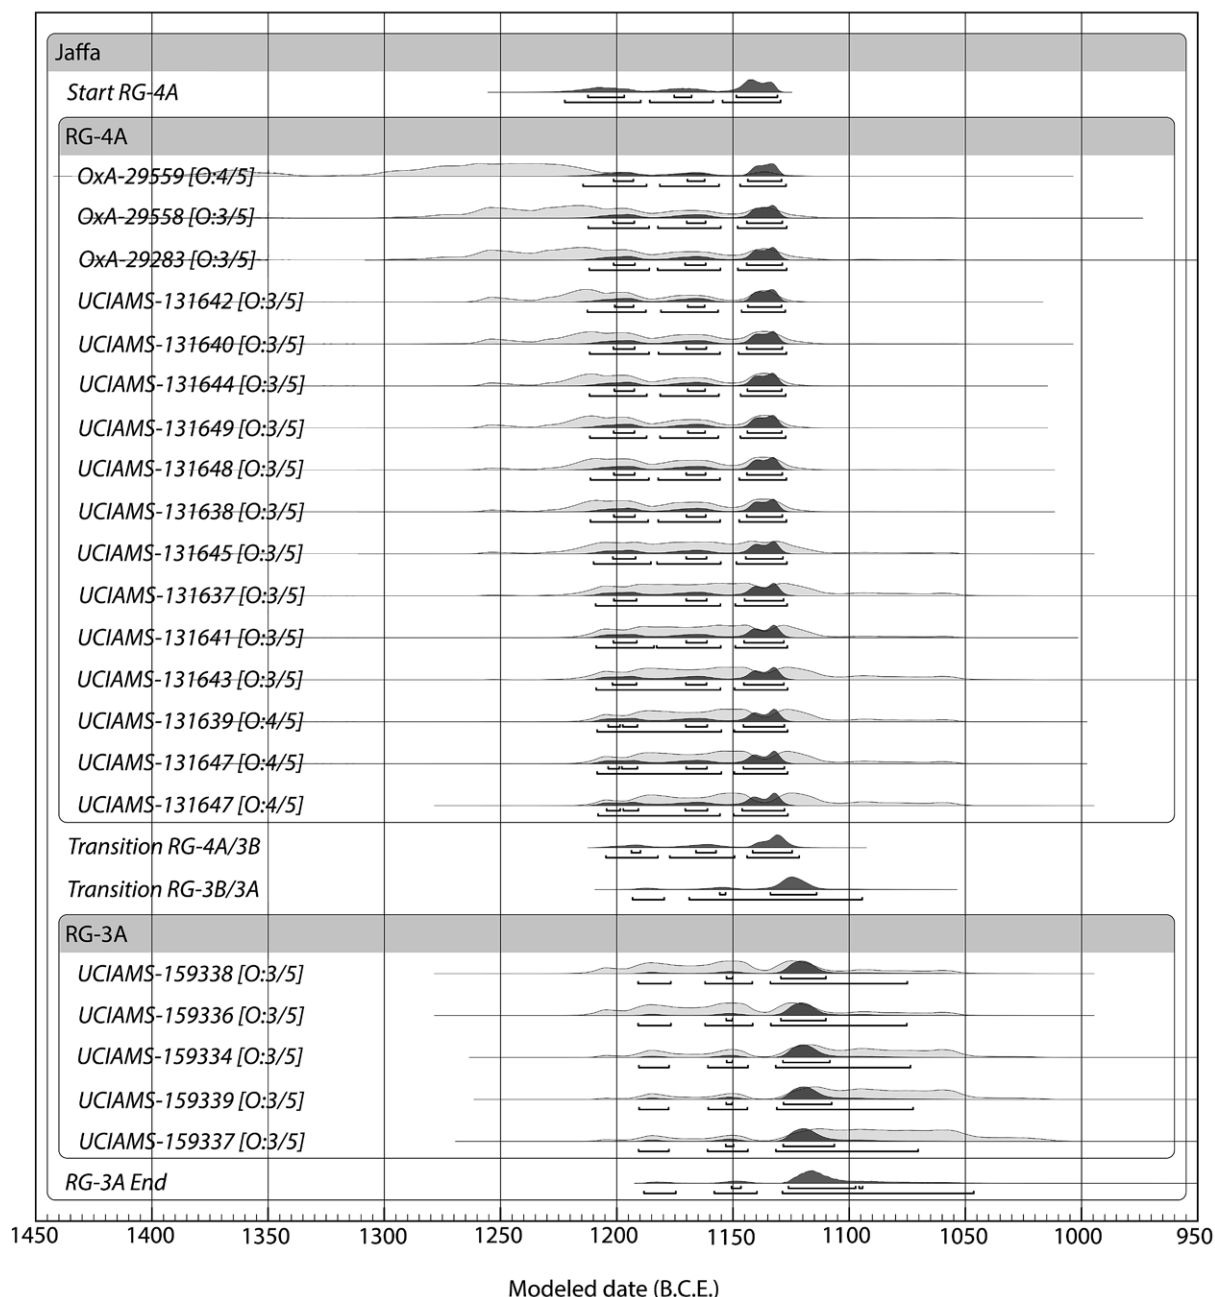 Jaffa
Start RG-4A
RG-4A
OxA-29559 [O:4/5]
OxA-29558 [O:3/5]
OxA-29283 [O:3/5]
UCIAMS-131642 [O:3/5]
UCIAMS-131640 [O:3/5]
UCIAMS-131644 [O:3/5]
UCIAMS-131649 [O:3/5]
UCIAMS-131648 [O:3/5]
UCIAMS-131638 [O:3/5]
UCIAMS-131645 [O:3/5]
UCIAMS-131637 [O:3/5]
UCIAMS-131641 [O:3/5]
UCIAMS-131643 [O:3/5]
UCIAMS-131639 [O:4/5]
UCIAMS-131647 [O:4/5]
UCIAMS-131647 [O:4/5]
Transition RG-4A/3B
Transition RG-3B/3A
RG-3A
UCIAMS-159338 [O:3/5]
UCIAMS-159336 [O:3/5]
UCIAMS-159334 [O:3/5]
UCIAMS-159339 [O:3/5]
UCIAMS-159337 [O:3/5]
RG-3A End
1450 1400 1350 1300 1250 1200 1150 1100 1050 1000 950
Modeled date (B.C.E.)